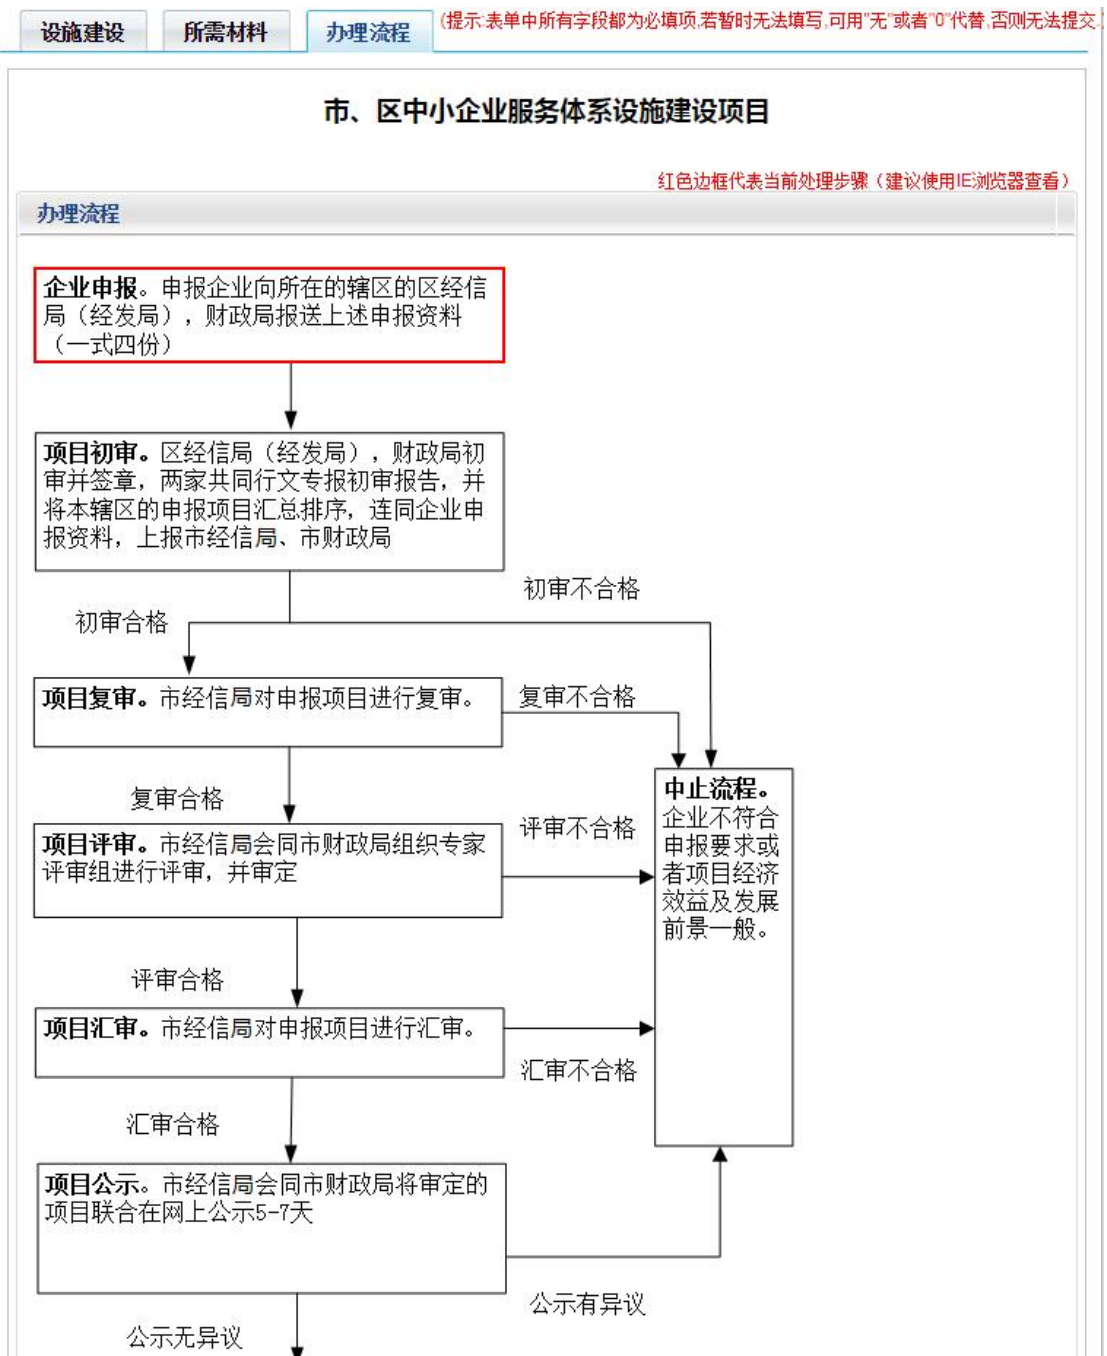 设施建设
所需材料
办理流程
(提示:表单中所有字段都为必填项,若暂时无法填写,可用"无"或者"0"代替,否则无法提交.
市、区中小企业服务体系设施建设项目
红色边框代表当前处理步骤（建议使用IE浏览器查看）
办理流程
企业申报。申报企业向所在的辖区的区经信
局（经发局），财政局报送上述申报资料
（一式四份）
项目初审。区经信局（经发局），财政局初
审并签章，两家共同行文专报初审报告，并
将本辖区的申报项目汇总排序，连同企业申
报资料，上报市经信局、市财政局
初审不合格
初审合格
项目复审。市经信局对申报项目进行复审。
复审不合格
复审合格
中止流程。
企业不符合
申报要求或
者项目经济
效益及发展
前景一般。
项目评审。市经信局会同市财政局组织专家
评审组进行评审，并审定
评审不合格
评审合格
项目汇审。市经信局对申报项目进行汇审。
汇审不合格
汇审合格
项目公示。市经信局会同市财政局将审定的
项目联合在网上公示5-7天
公示有异议
公示无异议